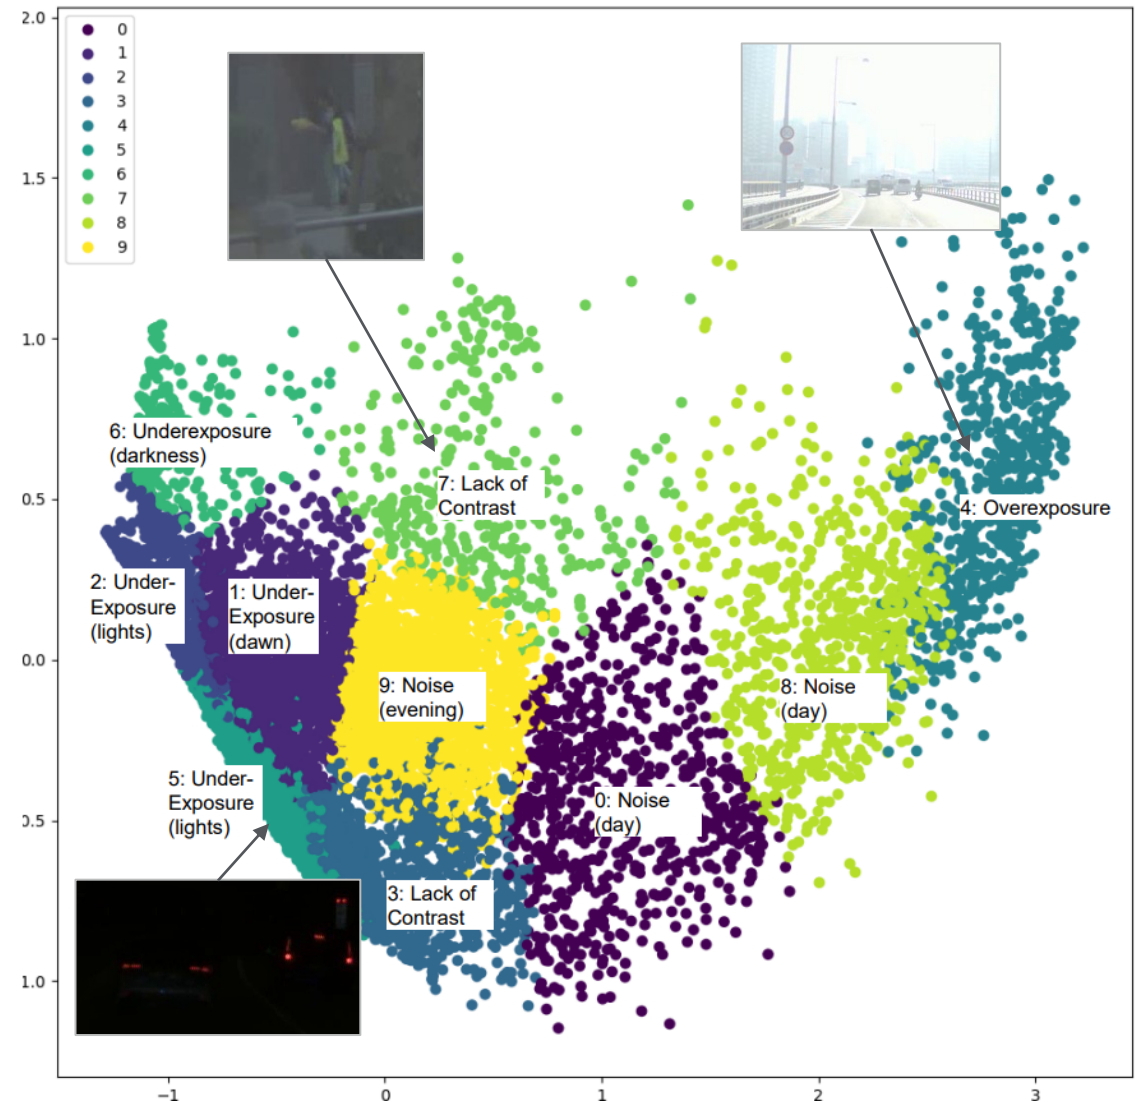 2.0
1.5
1.0
0.5
0.0
0.5
1.0
−1
0
1
2
3
0
1
2
3
4
5
6
7
8
9
6: Underexposure
(darkness)
7: Lack of
Contrast
4: Overexposure
2: Under-
Exposure
(lights)
1: Under-
Exposure
(dawn)
9: Noise
(evening)
8: Noise
(day)
5: Under-
Exposure
(lights)
0: Noise
(day)
3: Lack of
Contrast